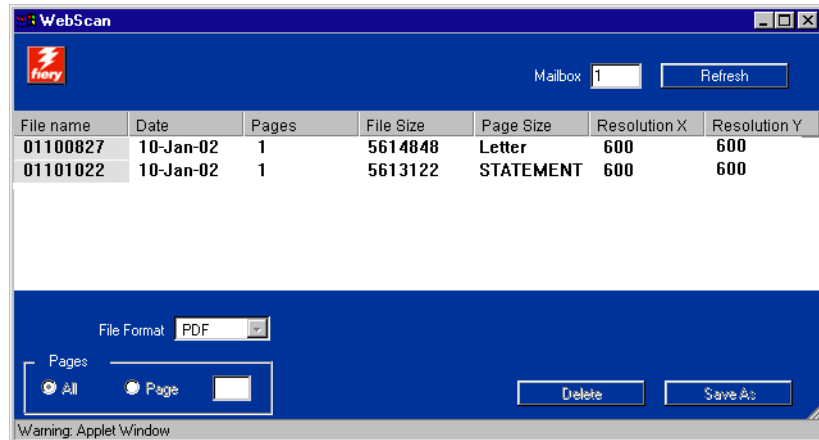 WebScan
fiery
Mailbox 1 Refresh
File name Date Pages File Size Page Size Resolution X Resolution Y
01100827 10-Jan-02 1 5614848 Letter 600 600
01101022 10-Jan-02 1 5613122 STATEMENT 600 600
File Format PDF
Pages
All Page
Delete Save As
Warning: Applet Window